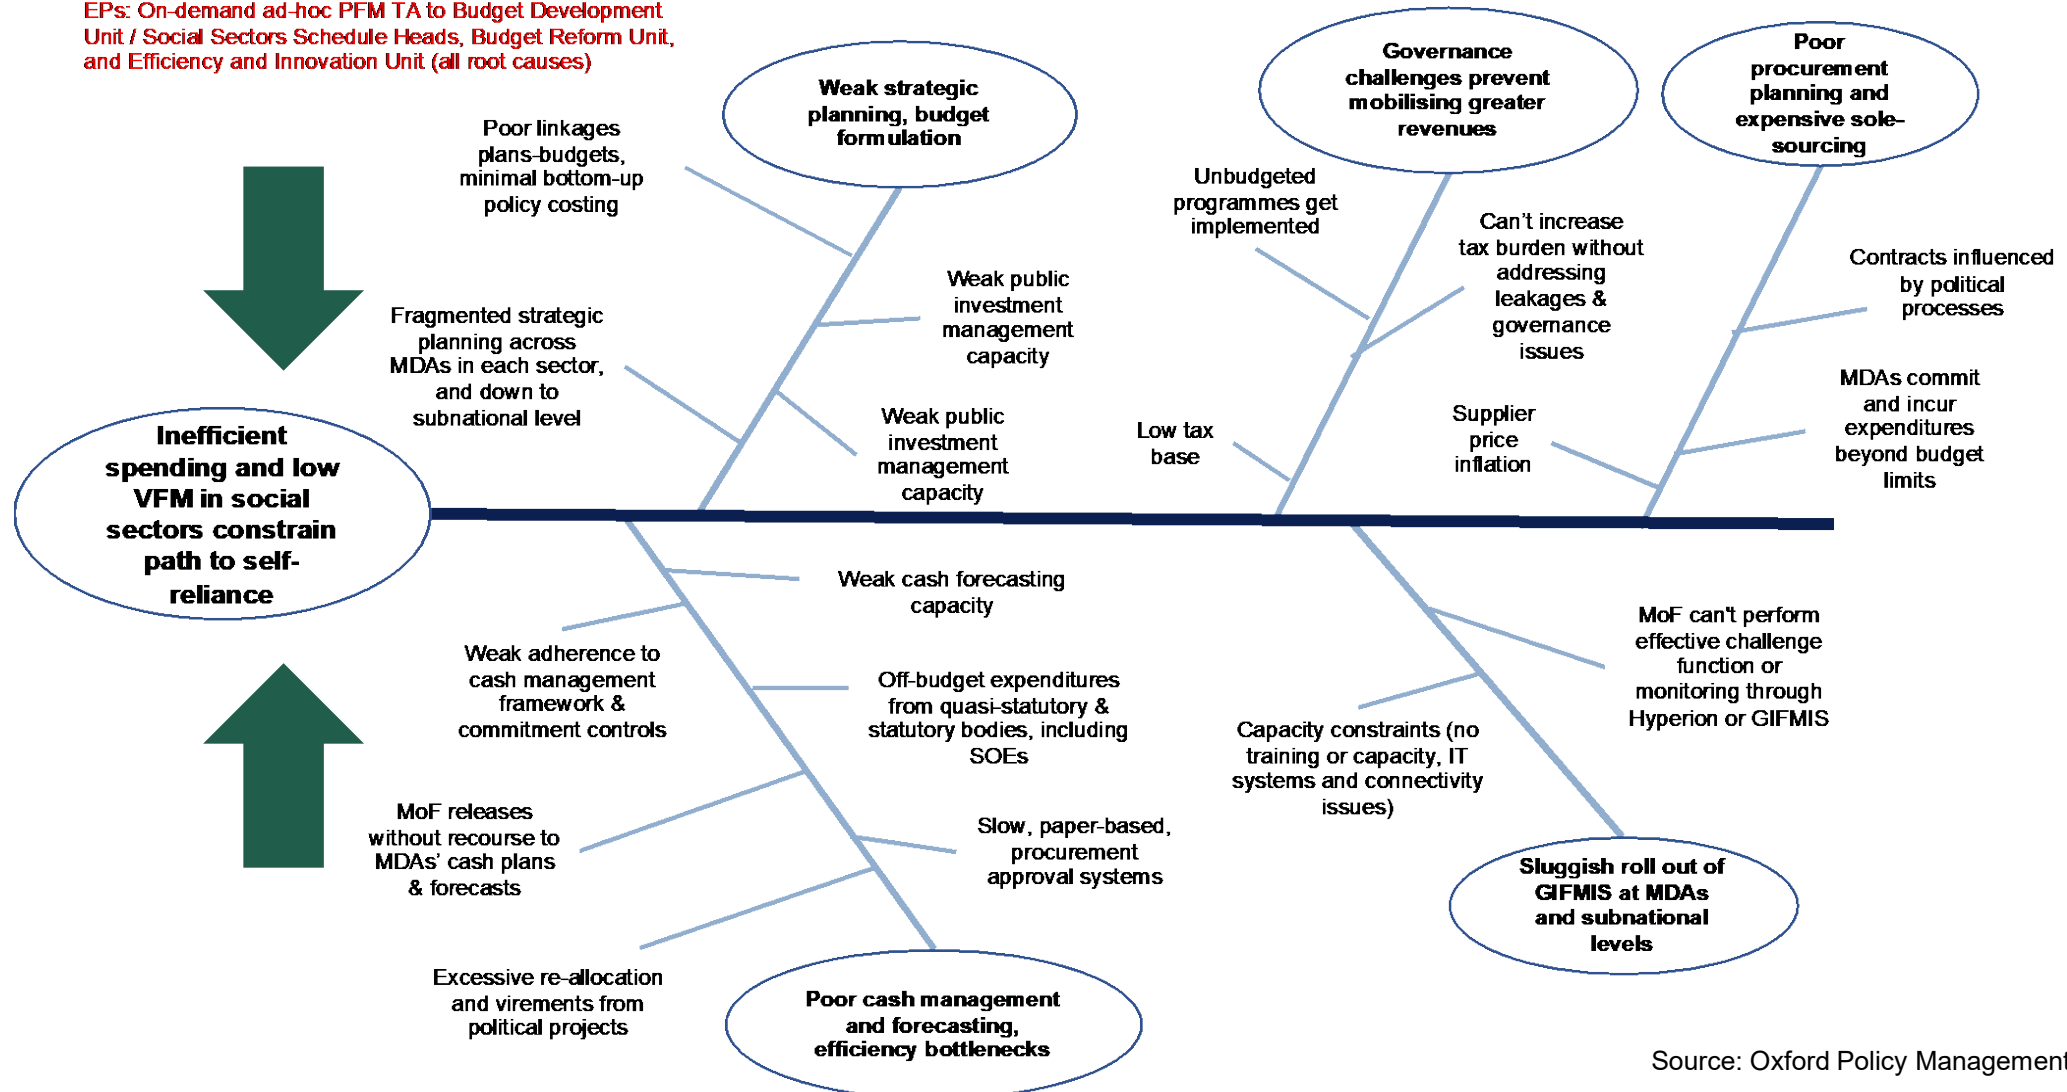 EPs: On-demand ad-hoc PFM TA to Budget Development
Unit / Social Sectors Schedule Heads, Budget Reform Unit,
and Efficiency and Innovation Unit (all root causes)
Weak strategic
planning, budget
formulation
Governance
challenges prevent
mobilising greater
revenues
Poor
procurement
planning and
expensive sole-
sourcing
Poor linkages
plans-budgets,
minimal bottom-up
policy costing
Unbudgeted
programmes get
implemented
Can't increase
tax burden without
addressing
leakages &
governance
issues
Contracts influenced
by political
processes
Weak public
investment
management
capacity
Fragmented strategic
planning across
MDAs in each sector,
and down to
subnational level
MDAs commit
and incur
expenditures
beyond budget
limits
Weak public
investment
management
capacity
Low tax
base
Supplier
price
inflation
Inefficient
spending and low
VFM in social
sectors constrain
path to self-
reliance
Weak cash forecasting
capacity
Weak adherence to
cash management
framework &
commitment controls
Off-budget expenditures
from quasi-statutory &
statutory bodies, including
SOEs
MoF can't perform
effective challenge
function or
monitoring through
Hyperion or GIFMIS
Capacity constraints (no
training or capacity, IT
systems and connectivity
issues)
MoF releases
without recourse to
MDAs' cash plans
& forecasts
Slow, paper-based,
procurement
approval systems
Sluggish roll out of
GIFMIS at MDAs
and subnational
levels
Excessive re-allocation
and virements from
political projects
Poor cash management
and forecasting,
efficiency bottlenecks
Source: Oxford Policy Management